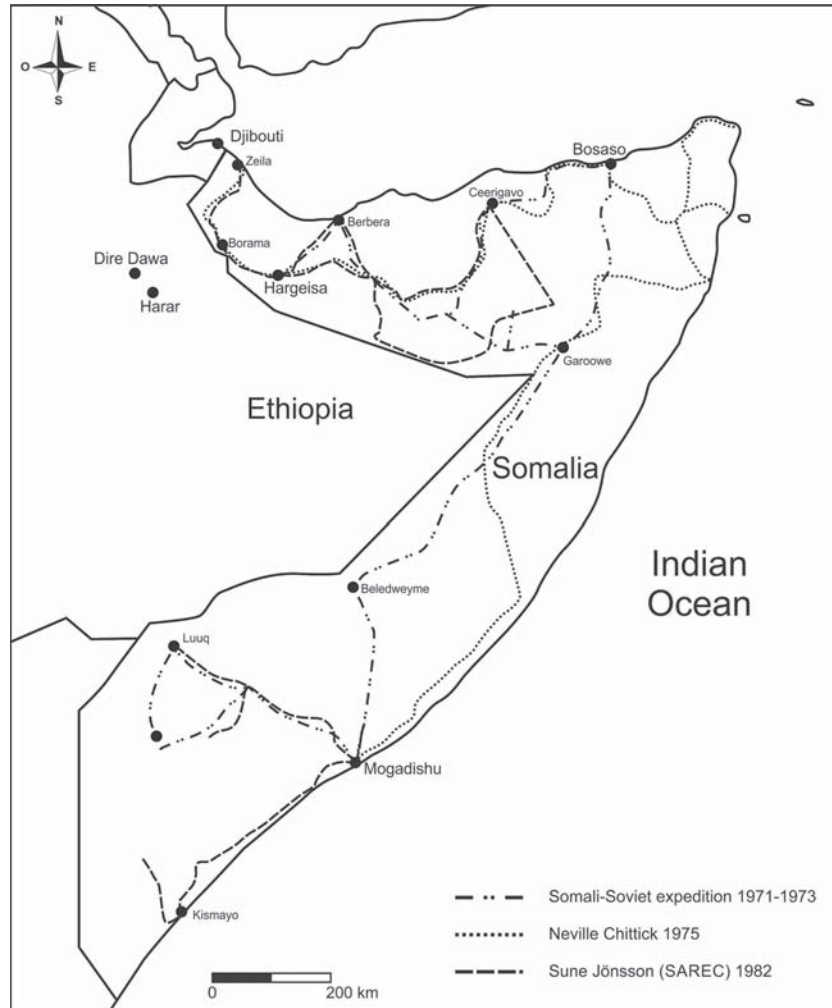 N
O E
S
Djibouti
Zeila
Bosaso
Ceerigavo
Berbera
Borama
Dire Dawa
Hargeisa
Harar
Garoowe
Ethiopia
Somalia
Indian
Ocean
Beledweyme
Luuq
Mogadishu
Kismayo
Somali-Soviet expedition 1971-1973
Neville Chittick 1975
Sune Jönsson (SAREC) 1982
0 200 km